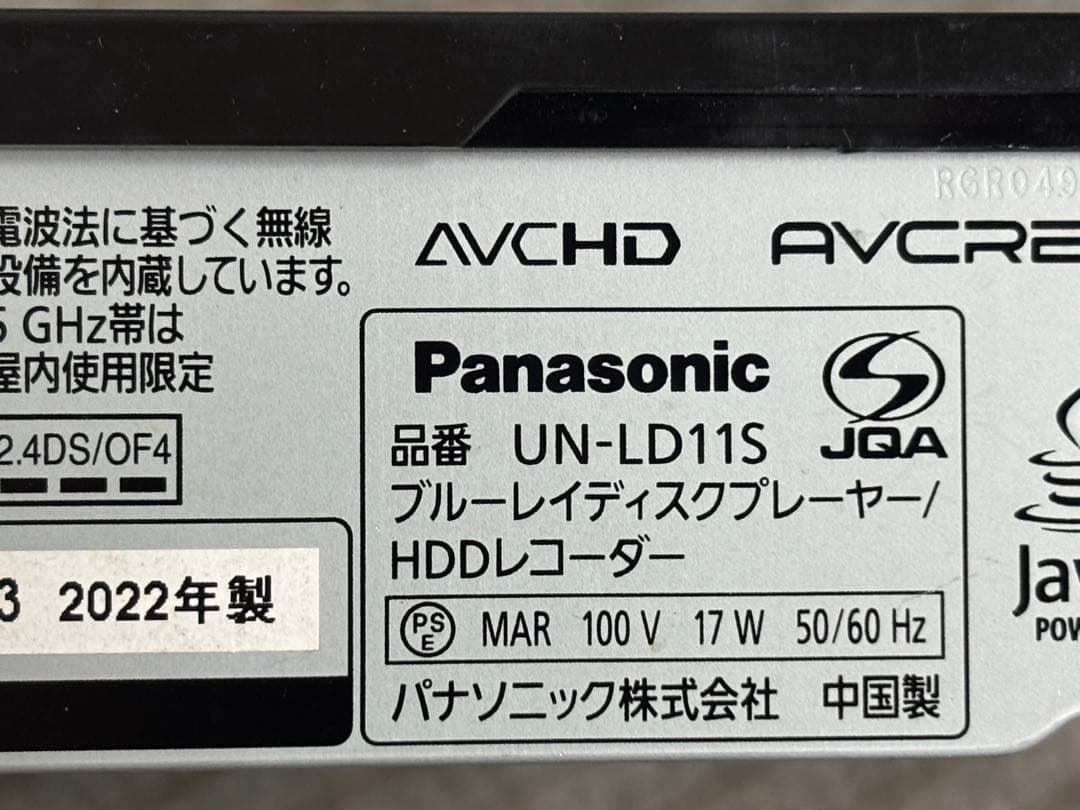 RGR049
電波法に基づく無線
設備を内蔵しています。
5 GHz帯は
屋内使用限定
2.4DS/OF4
3 2022年製
AVCHD
AVCRE
Panasonic
JQA
品番 UN-LD11S
ブルーレイディスクプレーヤー/
HDDレコーダー
PS
E
MAR 100 V 17 W 50/60 Hz
パナソニック株式会社 中国製
Jav
POW